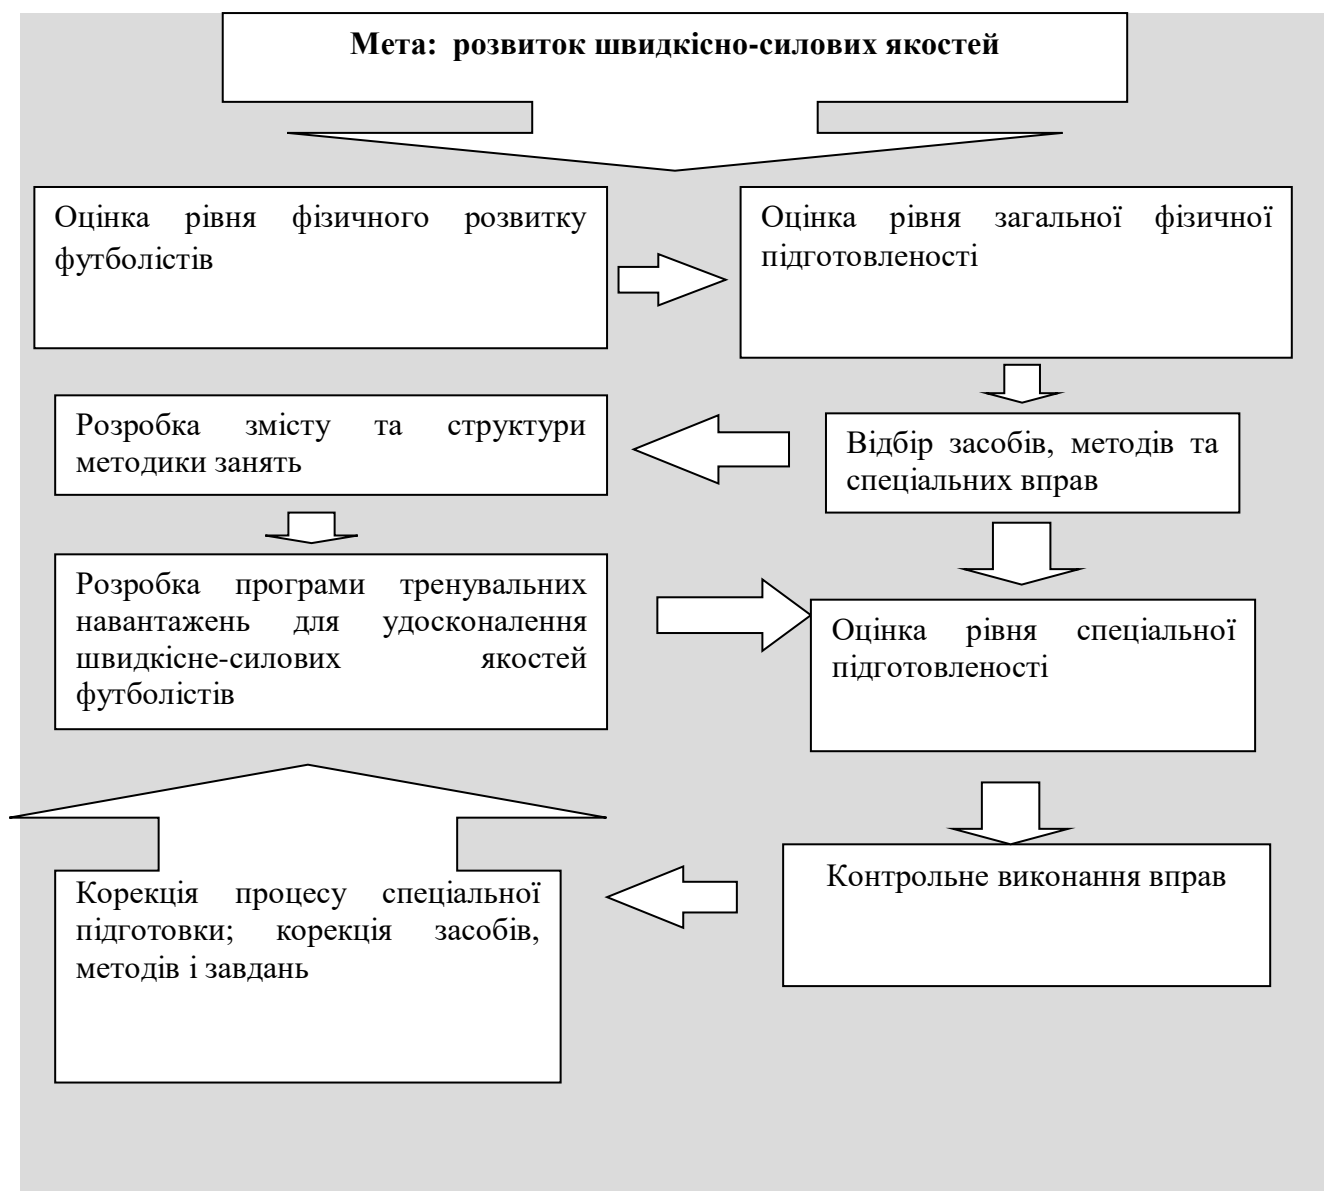 Мета: розвиток швидкісно-силових якостей
Оцінка рівня фізичного розвитку
футболістів
Оцінка рівня загальної фізичної
підготовленості
Розробка змісту та структури
методики занять
Відбір засобів, методів та
спеціальних вправ
Розробка програми тренувальних
навантажень для удосконалення
швидкісне-силових якостей
футболістів
Оцінка рівня спеціальної
підготовленості
Корекція процесу спеціальної
підготовки; корекція засобів,
методів і завдань
Контрольне виконання вправ